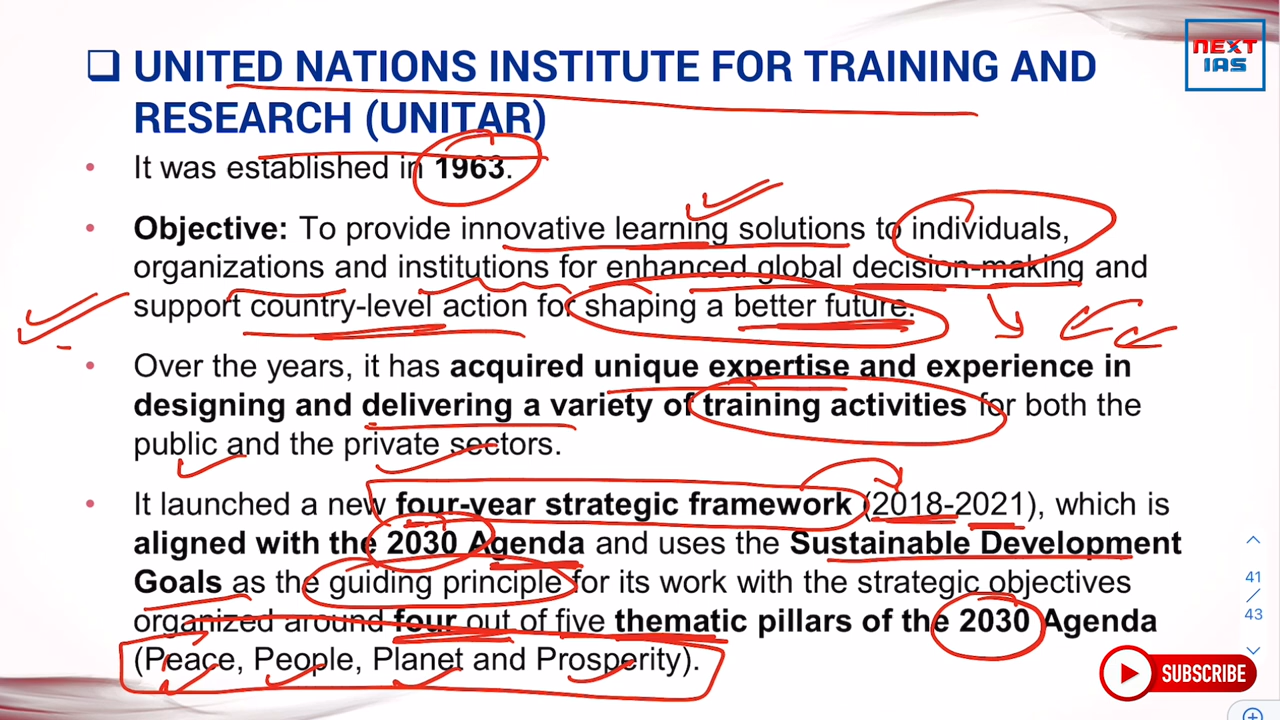 ❑ UNITED NATIONS INSTITUTE FOR TRAINING AND
RESEARCH (UNITAR)
NEXT
IAS
• It was established in 1963.
• Objective: To provide innovative learning solutions to individuals,
organizations and institutions for enhanced global decision-making and
support country-level action for shaping a better future.
• Over the years, it has acquired unique expertise and experience in
designing and delivering a variety of training activities for both the
public and the private sectors.
• It launched a new four-year strategic framework (2018-2021), which is
aligned with the 2030 Agenda and uses the Sustainable Development
Goals as the guiding principle for its work with the strategic objectives
organized around four out of five thematic pillars of the 2030 Agenda
(Peace, People, Planet and Prosperity).
41
/
43
SUBSCRIBE